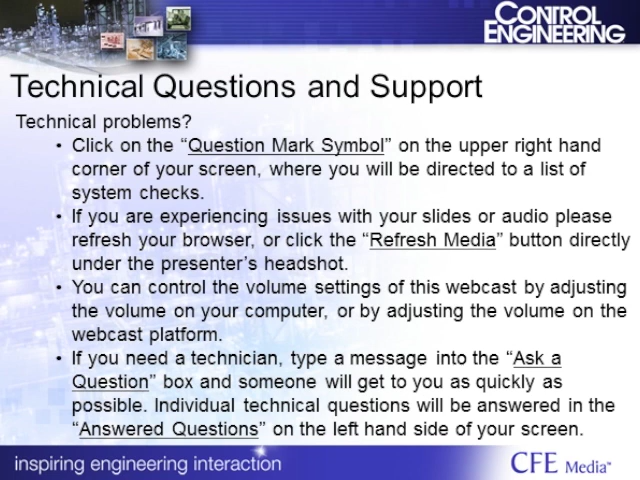 CONTROL
ENGINEERING
Technical Questions and Support
Technical problems?
• Click on the “Question Mark Symbol” on the upper right hand
corner of your screen, where you will be directed to a list of
system checks.
• If you are experiencing issues with your slides or audio please
refresh your browser, or click the “Refresh Media” button directly
under the presenter’s headshot.
• You can control the volume settings of this webcast by adjusting
the volume on your computer, or by adjusting the volume on the
webcast platform.
• If you need a technician, type a message into the “Ask a
Question” box and someone will get to you as quickly as
possible. Individual technical questions will be answered in the
“Answered Questions” on the left hand side of your screen.
inspiring engineering interaction
CFE Media™